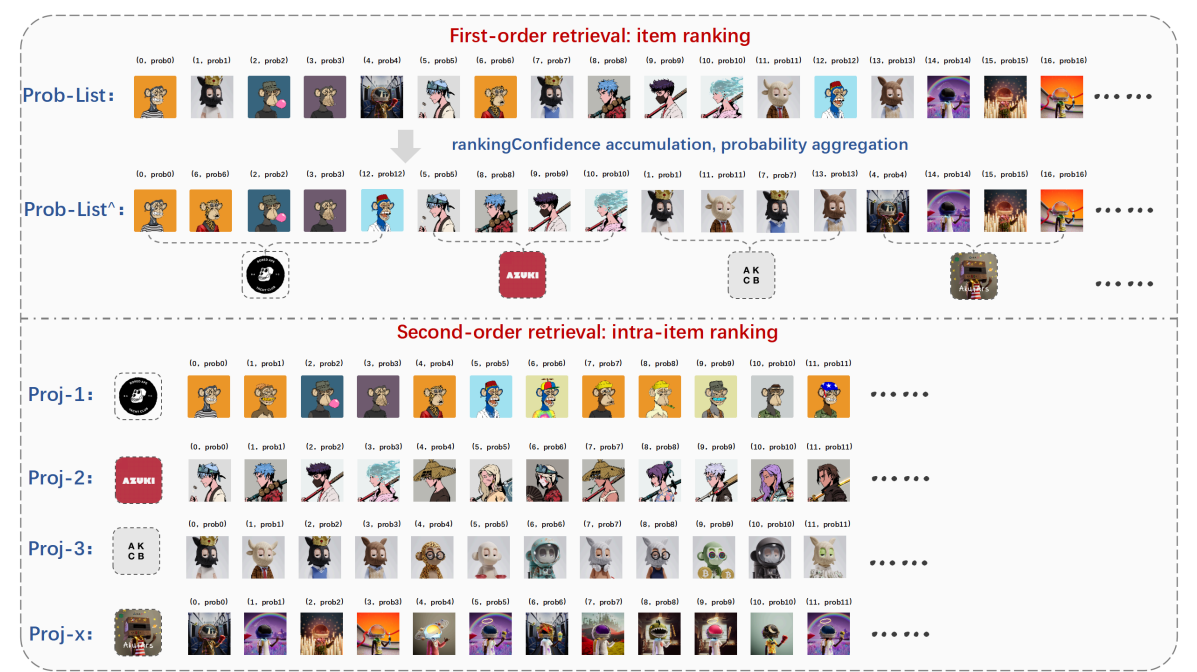 First-order retrieval: item ranking
(0, prob0) (1, prob1) (2, prob2) (3, prob3) (4, prob4) (5, prob5) (6, prob6) (7, prob7) (8, prob8) (9, prob9) (10, prob10) (11, prob11) (12, prob12) (13, prob13) (14, prob14) (15, prob15) (16, prob16)
Prob-List: ……
rankingConfidence accumulation, probability aggregation
(0, prob0) (6, prob6) (2, prob2) (3, prob3) (12, prob12) (5, prob5) (8, prob8) (9, prob9) (10, prob10) (1, prob1) (11, prob11) (7, prob7) (13, prob13) (4, prob4) (14, prob14) (15, prob15) (16, prob16)
Prob-List^: ……
BORED APE YACHT CLUB
AZUKI
A K
C B
Akutars
……
Second-order retrieval: intra-item ranking
(0, prob0) (1, prob1) (2, prob2) (3, prob3) (4, prob4) (5, prob5) (6, prob6) (7, prob7) (8, prob8) (9, prob9) (10, prob10) (11, prob11)
Proj-1: BORED APE YACHT CLUB ……
(0, prob0) (1, prob1) (2, prob2) (3, prob3) (4, prob4) (5, prob5) (6, prob6) (7, prob7) (8, prob8) (9, prob9) (10, prob10) (11, prob11)
Proj-2: AZUKI ……
(0, prob0) (1, prob1) (2, prob2) (3, prob3) (4, prob4) (5, prob5) (6, prob6) (7, prob7) (8, prob8) (9, prob9) (10, prob10) (11, prob11)
Proj-3: A K
C B ……
(0, prob0) (1, prob1) (2, prob2) (3, prob3) (4, prob4) (5, prob5) (6, prob6) (7, prob7) (8, prob8) (9, prob9) (10, prob10) (11, prob11)
Proj-x: Akutars ……